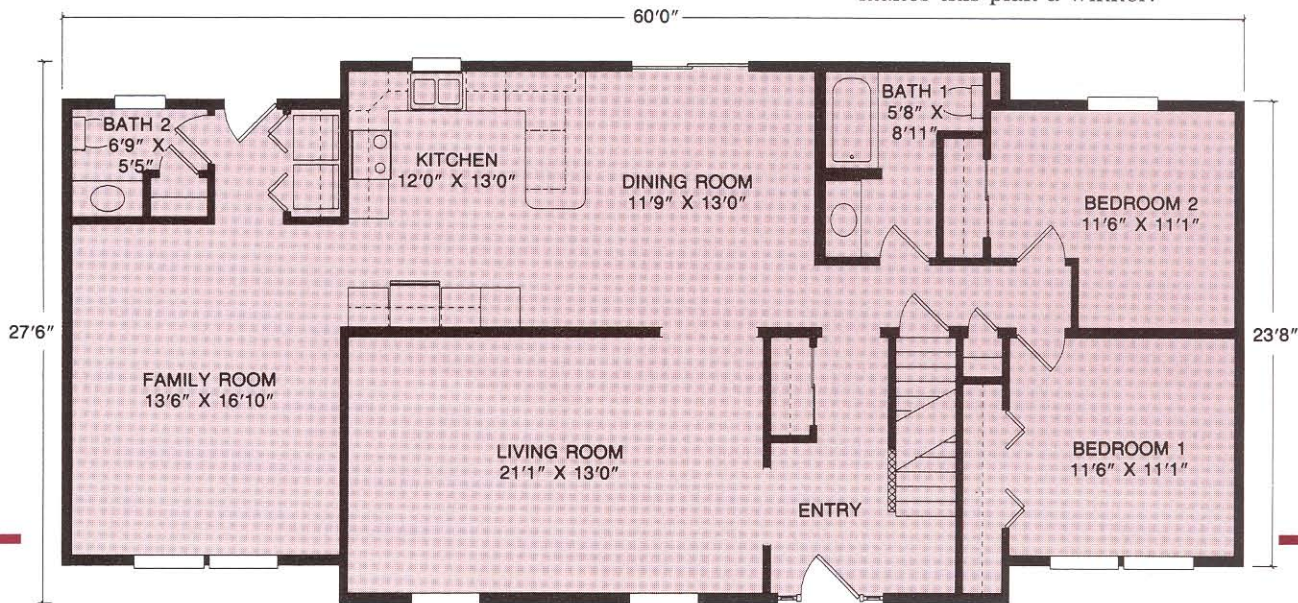 60'0"
BATH 2
6'9" X
5'5"
KITCHEN
12'0" X 13'0"
DINING ROOM
11'9" X 13'0"
BATH 1
5'8" X
8'11"
BEDROOM 2
11'6" X 11'1"
27'6"
23'8"
FAMILY ROOM
13'6" X 16'10"
LIVING ROOM
21'1" X 13'0"
BEDROOM 1
11'6" X 11'1"
ENTRY